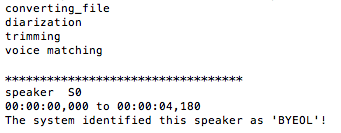 converting_file
diarization
trimming
voice matching
**********************************
speaker  S0
00:00:00,000 to 00:00:04,180
The system identified this speaker as 'BYEOL'!